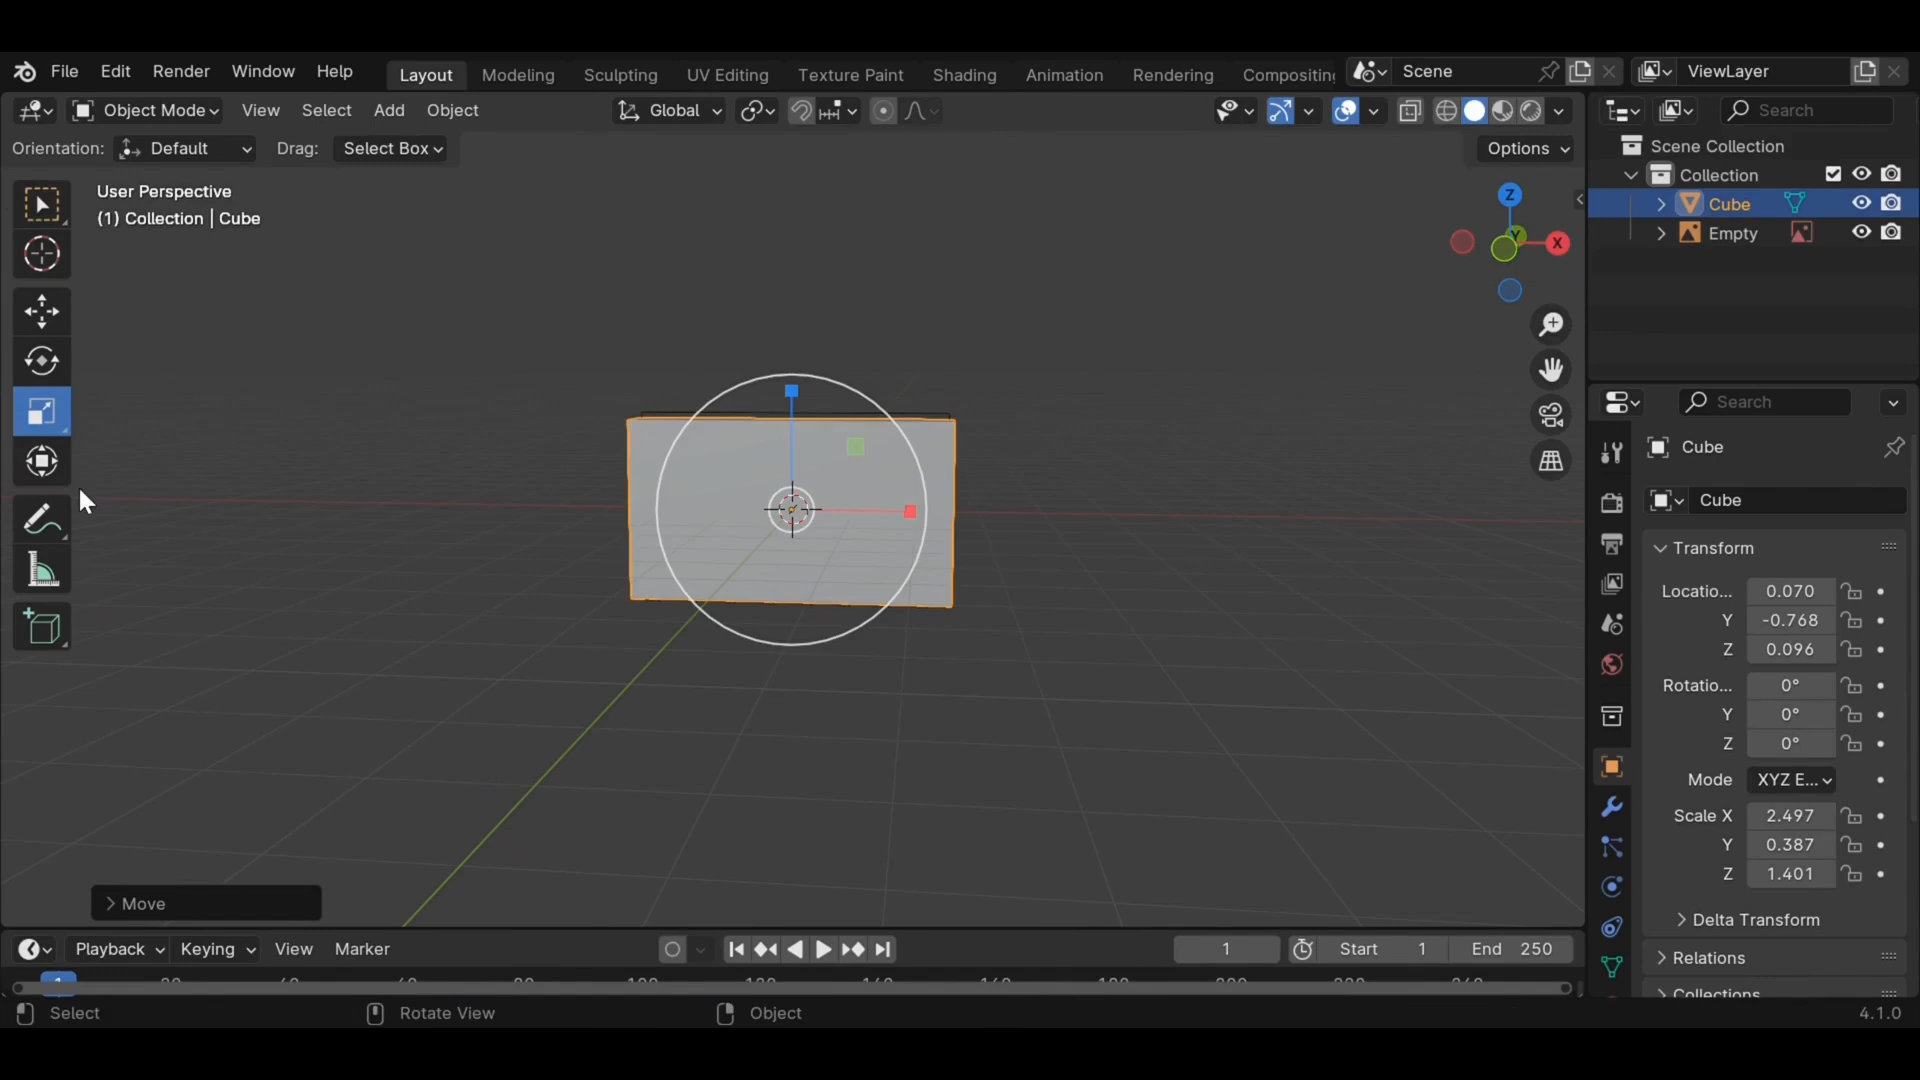 File Edit Render Window Help Layout Modeling Sculpting UV Editing Texture Paint Shading Animation Rendering Compositing Scene ViewLayer
Object Mode View Select Add Object Global Search
Orientation: Default Drag: Select Box Options
User Perspective
(1) Collection | Cube
Z
Y
X
Scene Collection
Collection
Cube
Empty
Search
Cube
Cube
Transform
Locatio... 0.070
Y -0.768
Z 0.096
Rotatio... 0°
Y 0°
Z 0°
Mode XYZ E...
Scale X 2.497
Y 0.387
Z 1.401
Delta Transform
Relations
Collections
Move
Playback Keying View Marker 1 Start 1 End 250
1
Select Rotate View Object 4.1.0